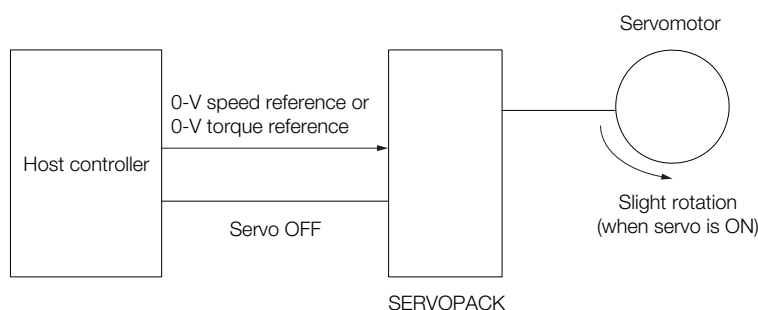 Servomotor
0-V speed reference or
0-V torque reference
Host controller
Servo OFF
Slight rotation
(when servo is ON)
SERVOPACK